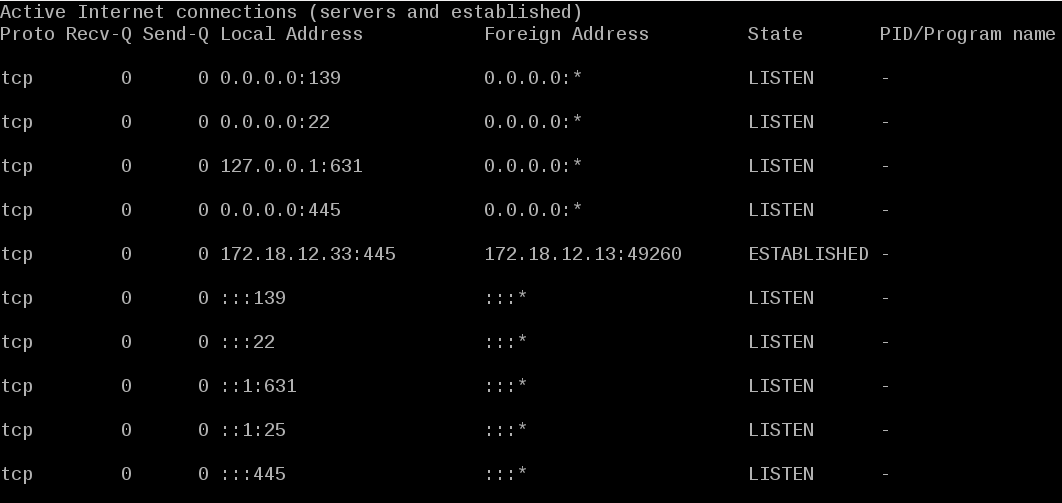 Active Internet connections (servers and established)
Proto Recv-Q Send-Q Local Address           Foreign Address         State       PID/Program name
tcp        0      0 0.0.0.0:139             0.0.0.0:*               LISTEN      -
tcp        0      0 0.0.0.0:22              0.0.0.0:*               LISTEN      -
tcp        0      0 127.0.0.1:631           0.0.0.0:*               LISTEN      -
tcp        0      0 0.0.0.0:445             0.0.0.0:*               LISTEN      -
tcp        0      0 172.18.12.33:445        172.18.12.13:49260      ESTABLISHED -
tcp        0      0 :::139                  :::*                    LISTEN      -
tcp        0      0 :::22                   :::*                    LISTEN      -
tcp        0      0 ::1:631                 :::*                    LISTEN      -
tcp        0      0 ::1:25                  :::*                    LISTEN      -
tcp        0      0 :::445                  :::*                    LISTEN      -